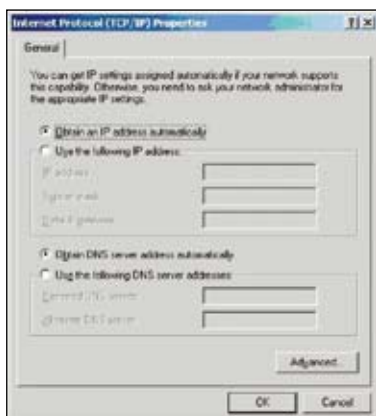 Internet Protocol (TCP/IP) Properties
General
You can get IP settings assigned automatically if your network supports
this capability. Otherwise, you need to ask your network administrator for
the appropriate IP settings.
Obtain an IP address automatically
Use the following IP address:
IP address:
Subnet mask:
Default gateway:
Obtain DNS server address automatically
Use the following DNS server addresses:
Preferred DNS server:
Alternate DNS server:
Advanced...
OK
Cancel